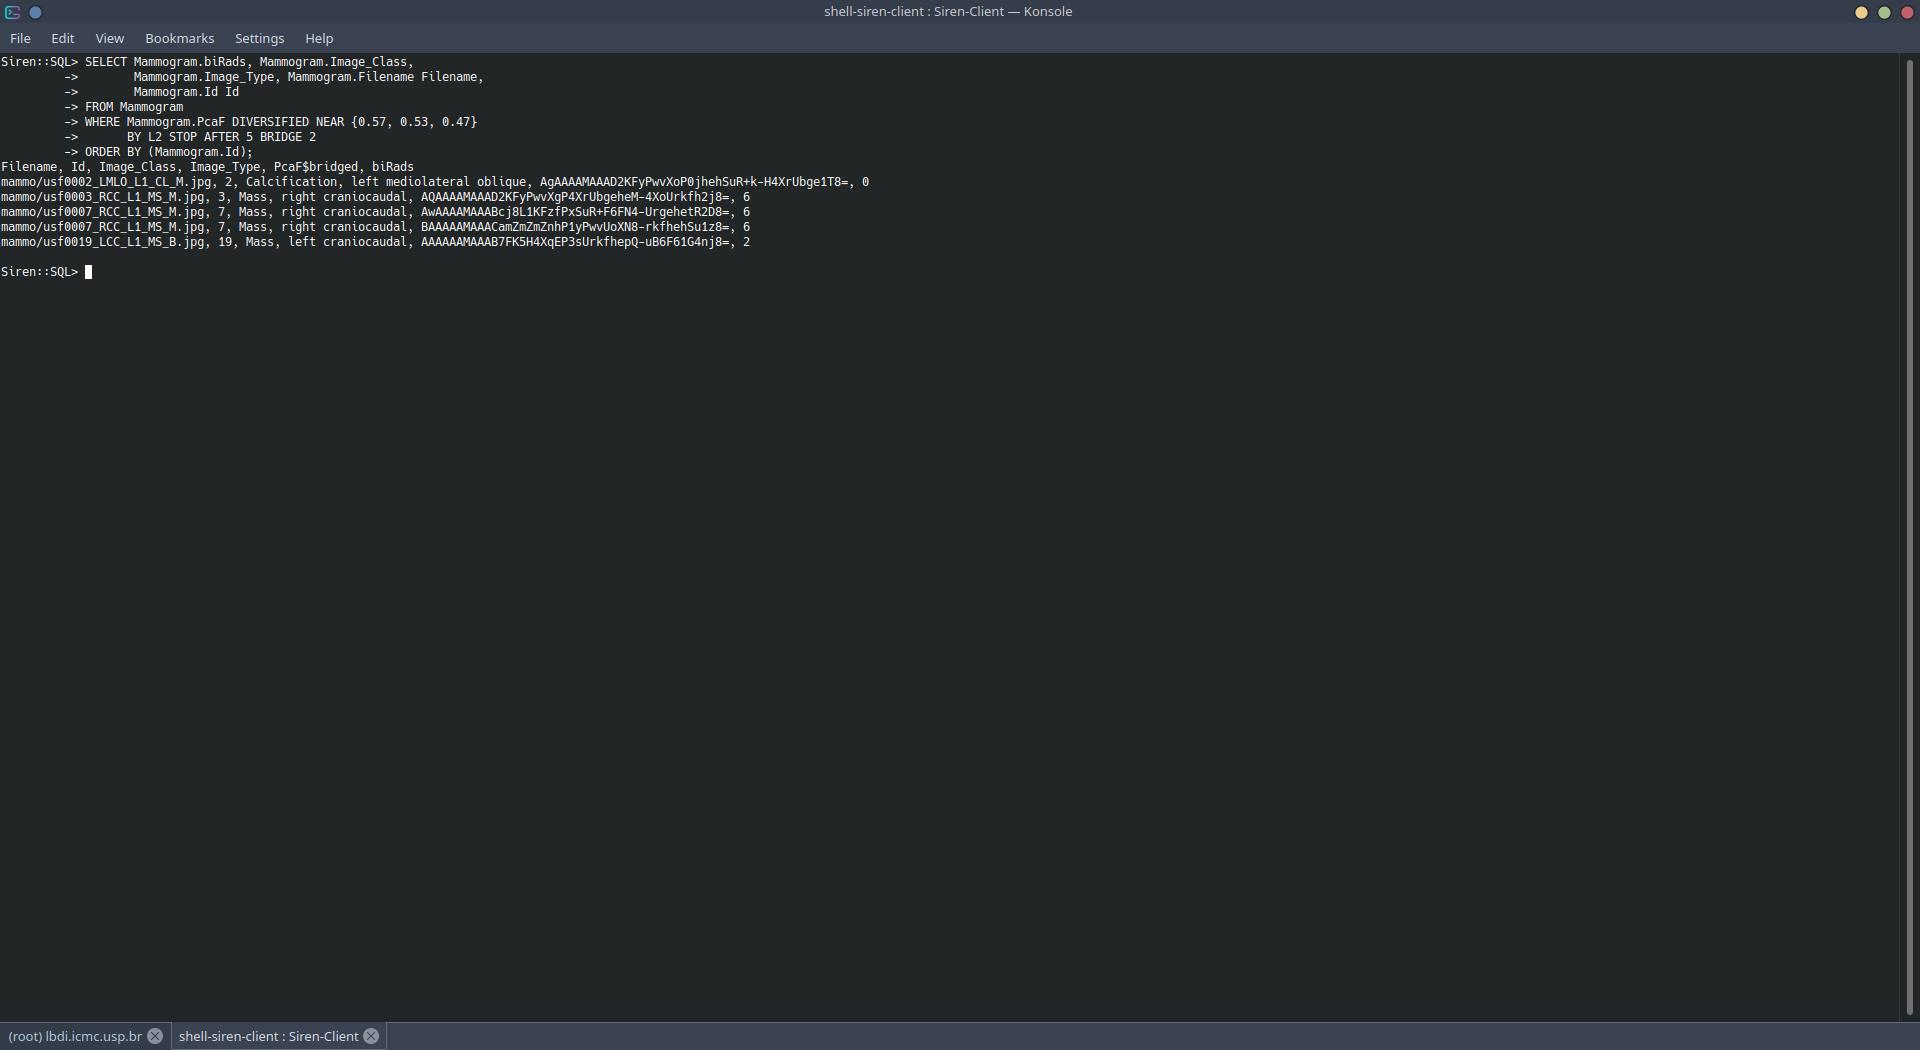 shell-siren-client : Siren-Client — Konsole
File Edit View Bookmarks Settings Help
Siren::SQL> SELECT Mammogram.biRads, Mammogram.Image_Class,
-> Mammogram.Image_Type, Mammogram.Filename Filename,
-> Mammogram.Id Id
-> FROM Mammogram
-> WHERE Mammogram.PcaF DIVERSIFIED NEAR {0.57, 0.53, 0.47}
-> BY L2 STOP AFTER 5 BRIDGE 2
-> ORDER BY (Mammogram.Id);
Filename, Id, Image_Class, Image_Type, PcaF$bridged, biRads
mammo/usf0002_LMLO_L1_CL_M.jpg, 2, Calcification, left mediolateral oblique, AgAAAAMAAAD2KFyPwvXoP0jhehSuR+k-H4XrUbge1T8=, 0
mammo/usf0003_RCC_L1_MS_M.jpg, 3, Mass, right craniocaudal, AQAAAAMAAAD2KFyPwvXgP4XrUbgeheM-4XoUrkfh2j8=, 6
mammo/usf0007_RCC_L1_MS_M.jpg, 7, Mass, right craniocaudal, AwAAAAMAAABcj8L1KFzfPxSuR+F6FN4-UrgehetR2D8=, 6
mammo/usf0007_RCC_L1_MS_M.jpg, 7, Mass, right craniocaudal, BAAAAAMAAACamZmZmZnhP1yPwvUoXN8-rkfhehSu1z8=, 6
mammo/usf0019_LCC_L1_MS_B.jpg, 19, Mass, left craniocaudal, AAAAAAMAAAB7FK5H4XqEP3sUrkfhepQ-uB6F61G4nj8=, 2
Siren::SQL>
(root) lbdi.icmc.usp.br shell-siren-client : Siren-Client